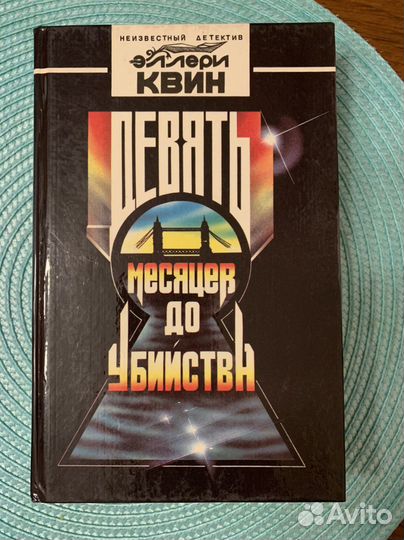 НЕИЗВЕСТНЫЙ ДЕТЕКТИВ
ЭЛЛЕРИ
КВИН
ДЕВЯТЬ
МЕСЯЦЕВ
ДО
УБИЙСТВА
Avito